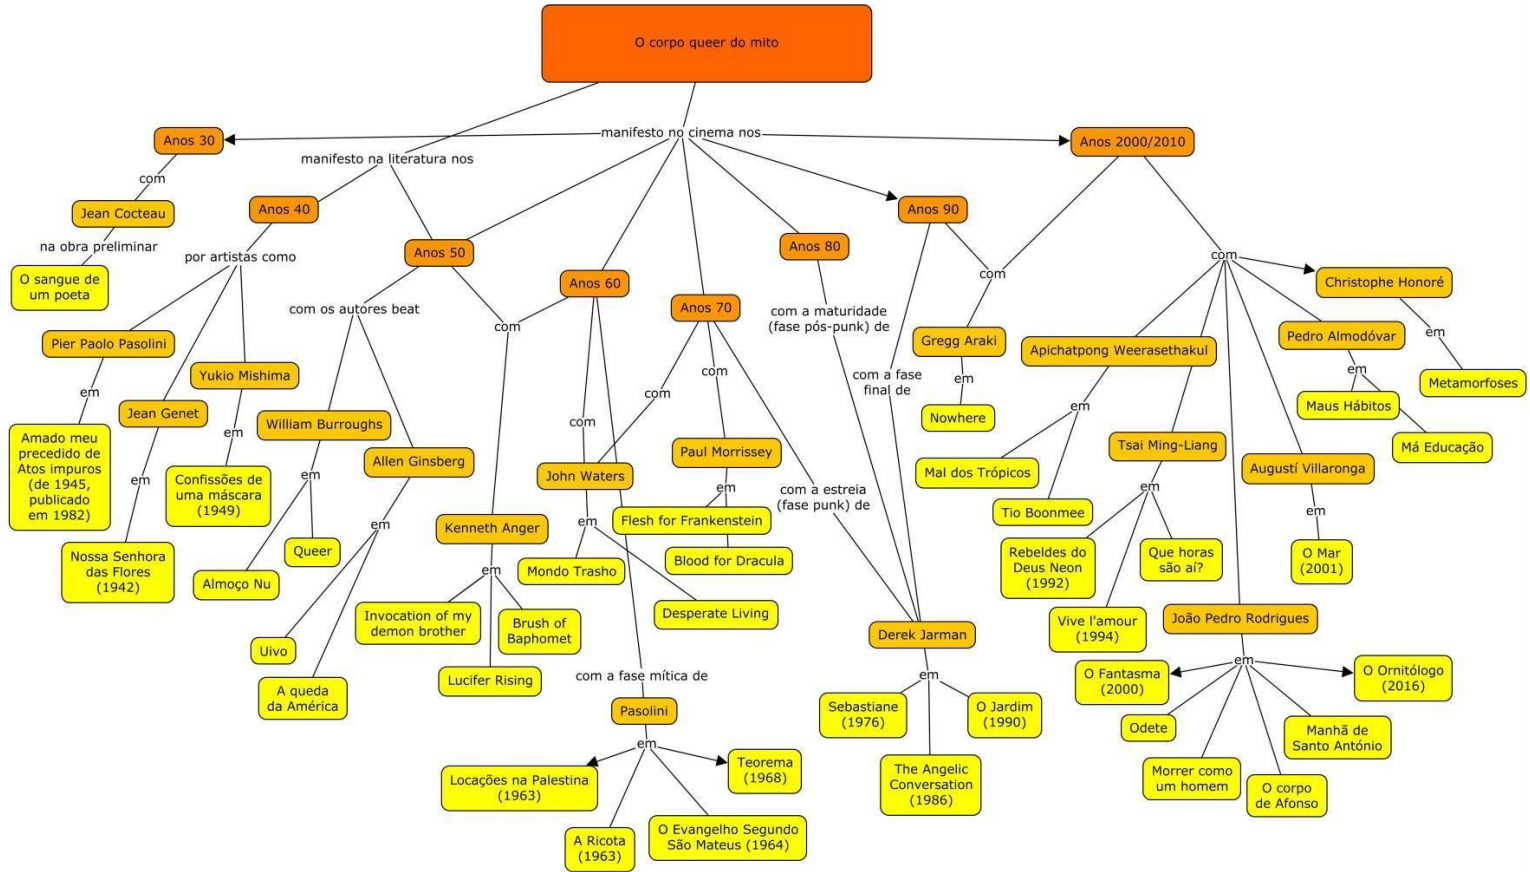 O corpo queer do mito
manifesto no cinema nos
manifesto na literatura nos
Anos 30
com
Jean Cocteau
na obra preliminar
O sangue de
um poeta
Anos 40
por artistas como
Pier Paolo Pasolini
em
Amado meu
precedido de
Atos impuros
(de 1945,
publicado
em 1982)
Jean Genet
em
Nossa Senhora
das Flores
(1942)
Yukio Mishima
em
Confissões de
uma máscara
(1949)
Anos 50
com os autores beat
William Burroughs
em
Almoço Nu
Queer
Allen Ginsberg
em
Uivo
A queda
da América
com
Kenneth Anger
em
Invocation of my
demon brother
Lucifer Rising
Brush of
Baphomet
Anos 60
com
John Waters
em
Mondo Trasho
Desperate Living
com a fase mítica de
Pasolini
em
Locações na Palestina
(1963)
A Ricota
(1963)
O Evangelho Segundo
São Mateus (1964)
Teorema
(1968)
Anos 70
com
com
Paul Morrissey
em
Flesh for Frankenstein
Blood for Dracula
com a estreia
(fase punk) de
Anos 80
com a maturidade
(fase pós-punk) de
Anos 90
com a fase
final de
Derek Jarman
em
Sebastiane
(1976)
The Angelic
Conversation
(1986)
O Jardim
(1990)
com
Gregg Araki
em
Nowhere
Anos 2000/2010
com
Apichatpong Weerasethakul
em
Mal dos Trópicos
Tio Boonmee
Tsai Ming-Liang
em
Rebeldes do
Deus Neon
(1992)
Vive l'amour
(1994)
Que horas
são aí?
João Pedro Rodrigues
em
O Fantasma
(2000)
Odete
Morrer como
um homem
O corpo
de Afonso
Manhã de
Santo António
O Ornitólogo
(2016)
Augustí Villaronga
em
O Mar
(2001)
Pedro Almodóvar
em
Maus Hábitos
Má Educação
Christophe Honoré
em
Metamorfoses